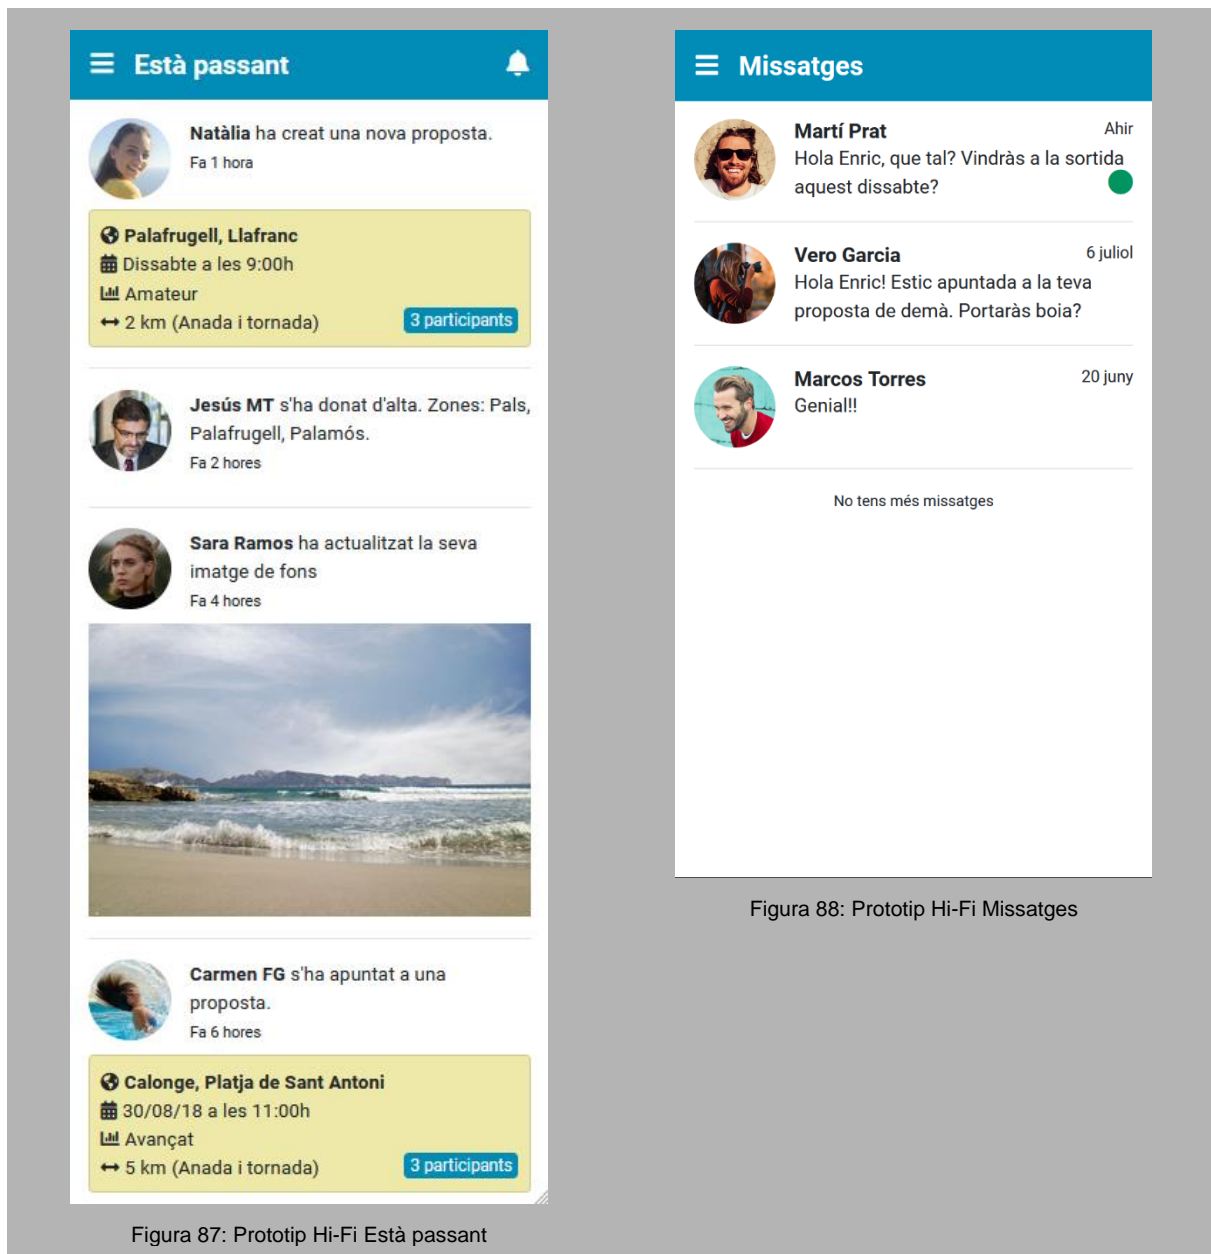 Està passant
Natàlia ha creat una nova proposta.
Fa 1 hora
Palafrugell, Llafranc
Dissabte a les 9:00h
Amateur
2 km (Anada i tornada)
3 participants
Jesús MT s'ha donat d'alta. Zones: Pals,
Palafrugell, Palamós.
Fa 2 hores
Sara Ramos ha actualitzat la seva
imatge de fons
Fa 4 hores
Carmen FG s'ha apuntat a una
proposta.
Fa 6 hores
Calonge, Platja de Sant Antoni
30/08/18 a les 11:00h
Avançat
5 km (Anada i tornada)
3 participants
Figura 87: Prototip Hi-Fi Està passant
Missatges
Martí Prat
Ahir
Hola Enric, que tal? Vindràs a la sortida
aquest dissabte?
Vero Garcia
6 juliol
Hola Enric! Estic apuntada a la teva
proposta de demà. Portaràs boia?
Marcos Torres
20 juny
Genial!!
No tens més missatges
Figura 88: Prototip Hi-Fi Missatges